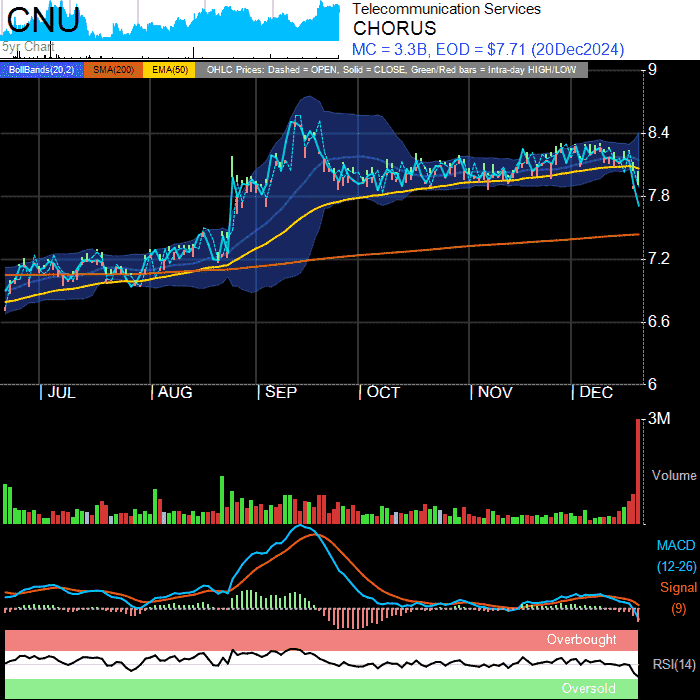 CNU
5yr Chart
Telecommunication Services
CHORUS
MC = 3.3B, EOD = $7.71 (20Dec2024)
BollBands(20,2) SMA(200) EMA(50) OHLC Prices: Dashed = OPEN, Solid = CLOSE, Green/Red bars = Intra-day HIGH/LOW
9
8.4
7.8
7.2
6.6
6
JUL AUG SEP OCT NOV DEC
3M
Volume
MACD
(12-26)
Signal
(9)
Overbought
RSI(14)
Oversold